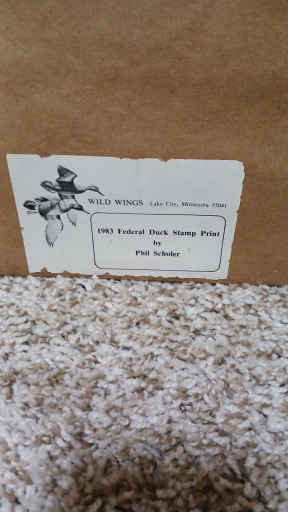 WILD WINGS Lake City, Minnesota 55041
1983 Federal Duck Stamp Print
by
Phil Scholer